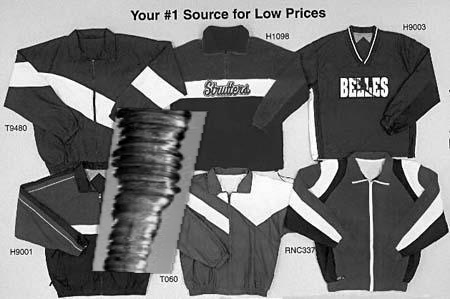 Your #1 Source for Low Prices
H1098
H9003
Strutters
BELLES
T9480
H9001
T060
RNC337